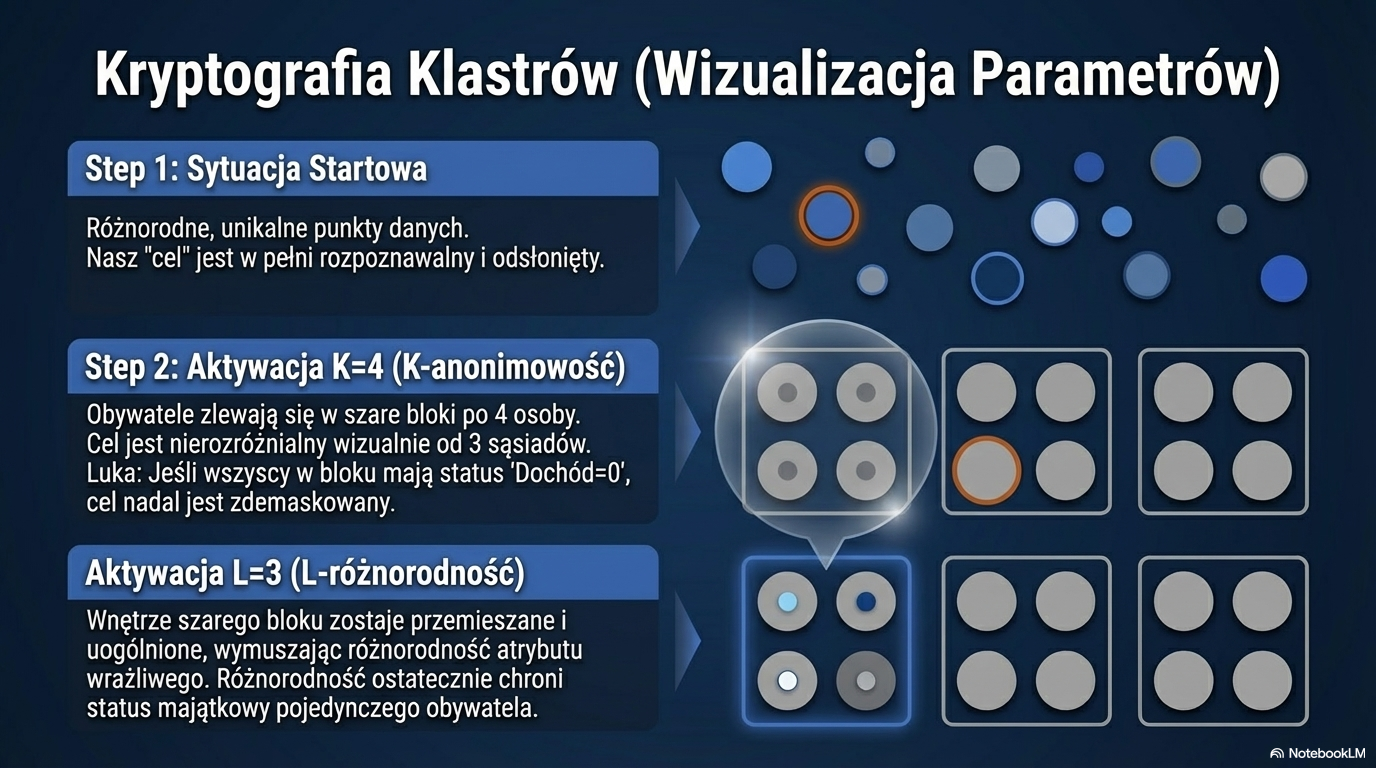 Kryptografia Klastrów (Wizualizacja Parametrów)
Step 1: Sytuacja Startowa
Różnorodne, unikalne punkty danych.
Nasz "cel" jest w pełni rozpoznawalny i odsłonięty.
Step 2: Aktywacja K=4 (K-anonimowość)
Obywatele zlewają się w szare bloki po 4 osoby.
Cel jest nierozróżnialny wizualnie od 3 sąsiadów.
Luka: Jeśli wszyscy w bloku mają status 'Dochód=0',
cel nadal jest zdemaskowany.
Aktywacja L=3 (L-różnorodność)
Wnętrze szarego bloku zostaje przemieszane i
uogólnione, wymuszając różnorodność atrybutu
wrażliwego. Różnorodność ostatecznie chroni
status majątkowy pojedynczego obywatela.
NotebookLM